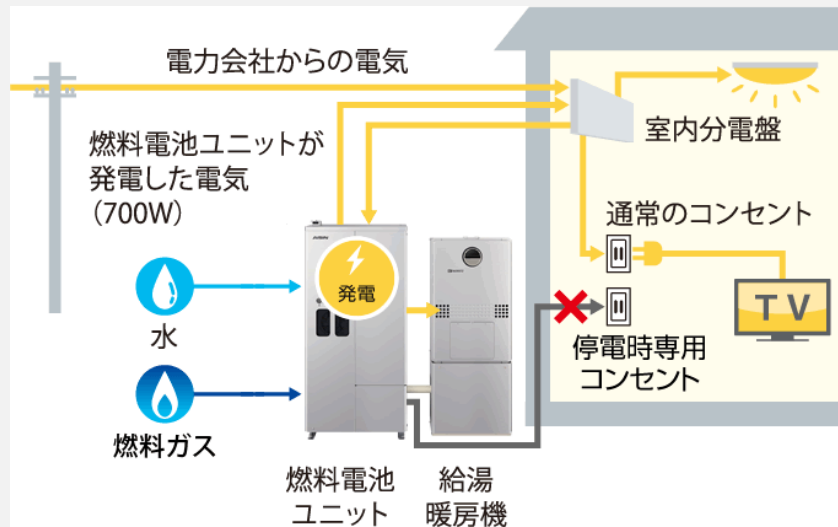 電力会社からの電気
室内分電盤
燃料電池ユニットが
発電した電気
(700W)
通常のコンセント
発電
水
TV
停電時専用
コンセント
燃料ガス
燃料電池
ユニット
給湯
暖房機